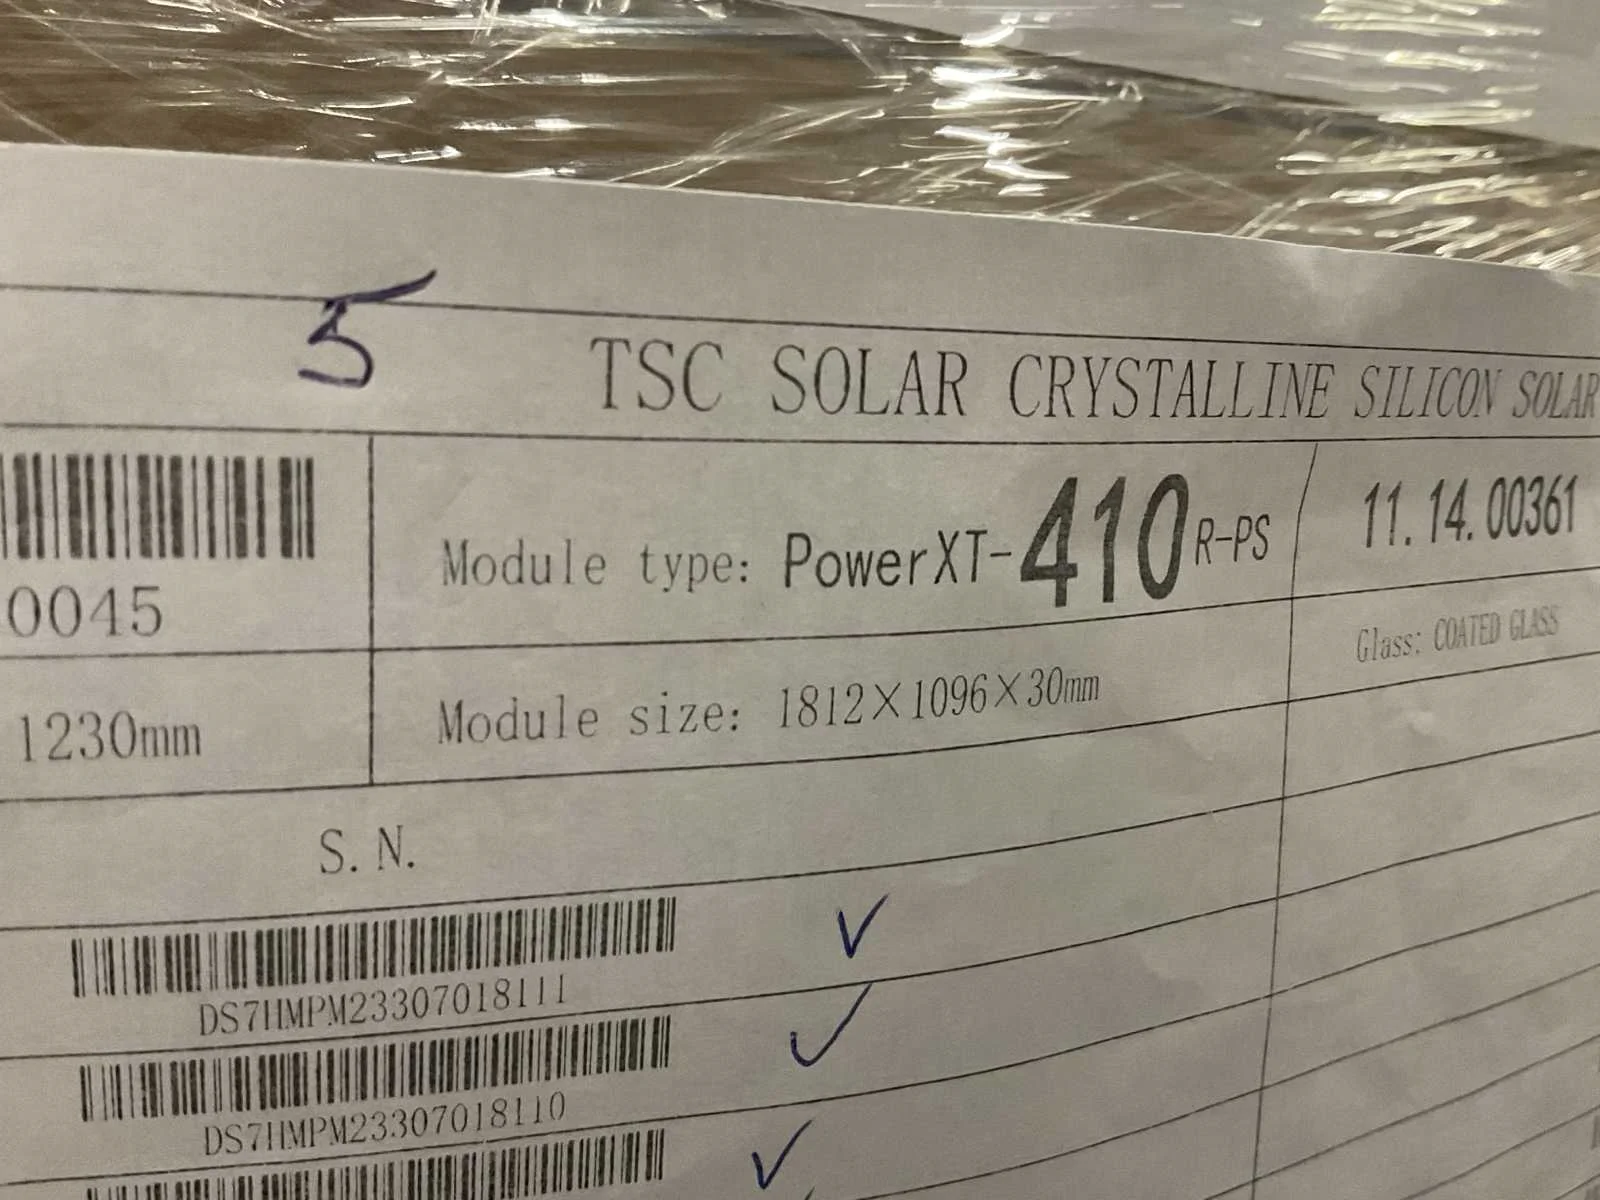 5
TSC SOLAR CRYSTALLINE SILICON SOLAR
0045
Module type: PowerXT-410R-PS
11.14.00361
1230mm
Module size: 1812×1096×30mm
Glass: COATED GLASS
S.N.
DS7HMPM23307018111
DS7HMPM23307018110